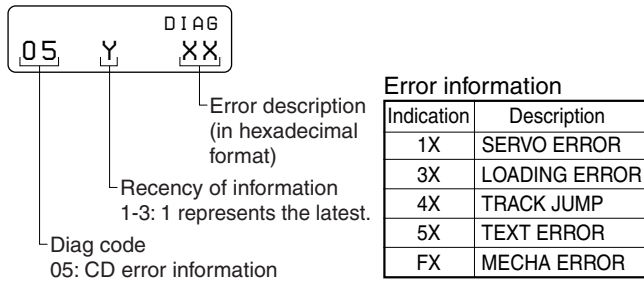 DIAG
05 Y XX
Error description
(in hexadecimal
format)
Recency of information
1-3: 1 represents the latest.
Diag code
05: CD error information
Error information
Indication Description
1X SERVO ERROR
3X LOADING ERROR
4X TRACK JUMP
5X TEXT ERROR
FX MECHA ERROR